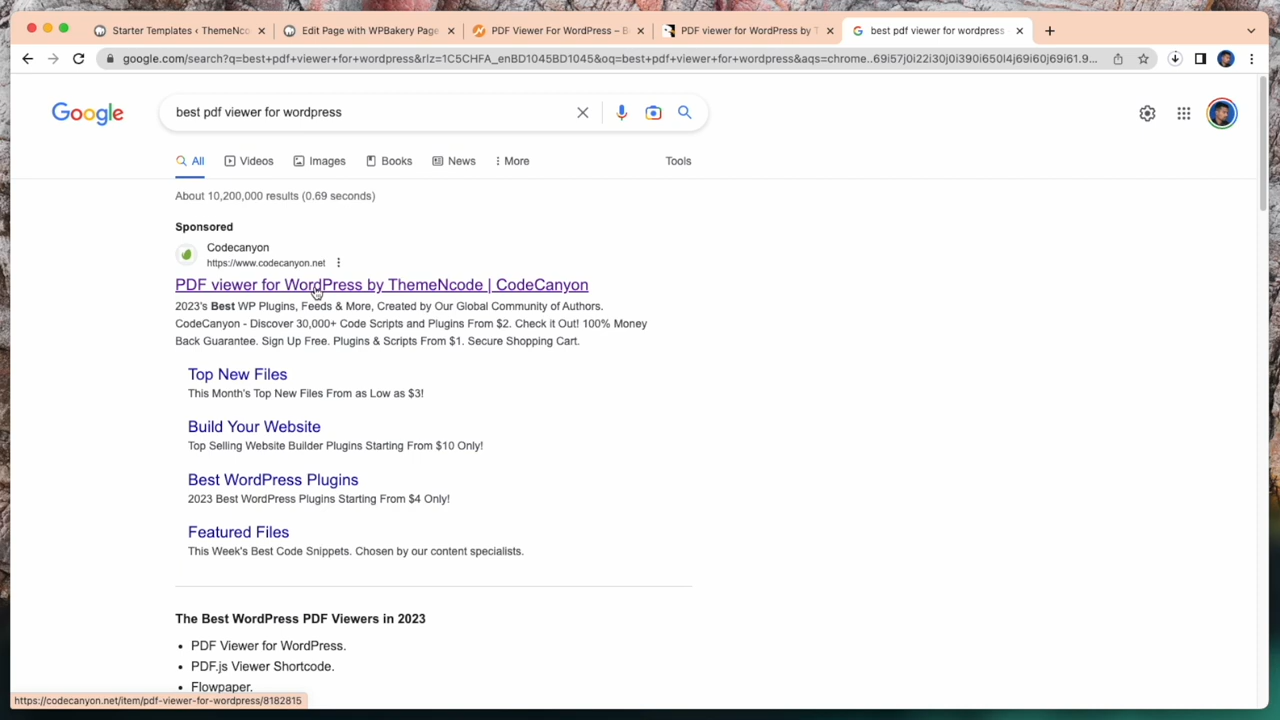 Starter Templates ‹ ThemeNco
Edit Page with WPBakery Page
PDF Viewer For WordPress – B
PDF viewer for WordPress by T
best pdf viewer for wordpress
google.com/search?q=best+pdf+viewer+for+wordpress&rlz=1C5CHFA_enBD1045BD1045&oq=best+pdf+viewer+for+wordpress&aqs=chrome..69i57j0i22i30j0i390i650l4j69i60j69i61.9...
Google
best pdf viewer for wordpress
All
Videos
Images
Books
News
More
Tools
About 10,200,000 results (0.69 seconds)
Sponsored
Codecanyon
https://www.codecanyon.net
PDF viewer for WordPress by ThemeNcode | CodeCanyon
2023's Best WP Plugins, Feeds & More, Created by Our Global Community of Authors.
CodeCanyon - Discover 30,000+ Code Scripts and Plugins From $2. Check it Out! 100% Money
Back Guarantee. Sign Up Free. Plugins & Scripts From $1. Secure Shopping Cart.
Top New Files
This Month's Top New Files From as Low as $3!
Build Your Website
Top Selling Website Builder Plugins Starting From $10 Only!
Best WordPress Plugins
2023 Best WordPress Plugins Starting From $4 Only!
Featured Files
This Week's Best Code Snippets. Chosen by our content specialists.
The Best WordPress PDF Viewers in 2023
• PDF Viewer for WordPress.
• PDF.js Viewer Shortcode.
• Flowpaper.
https://codecanyon.net/item/pdf-viewer-for-wordpress/8182815